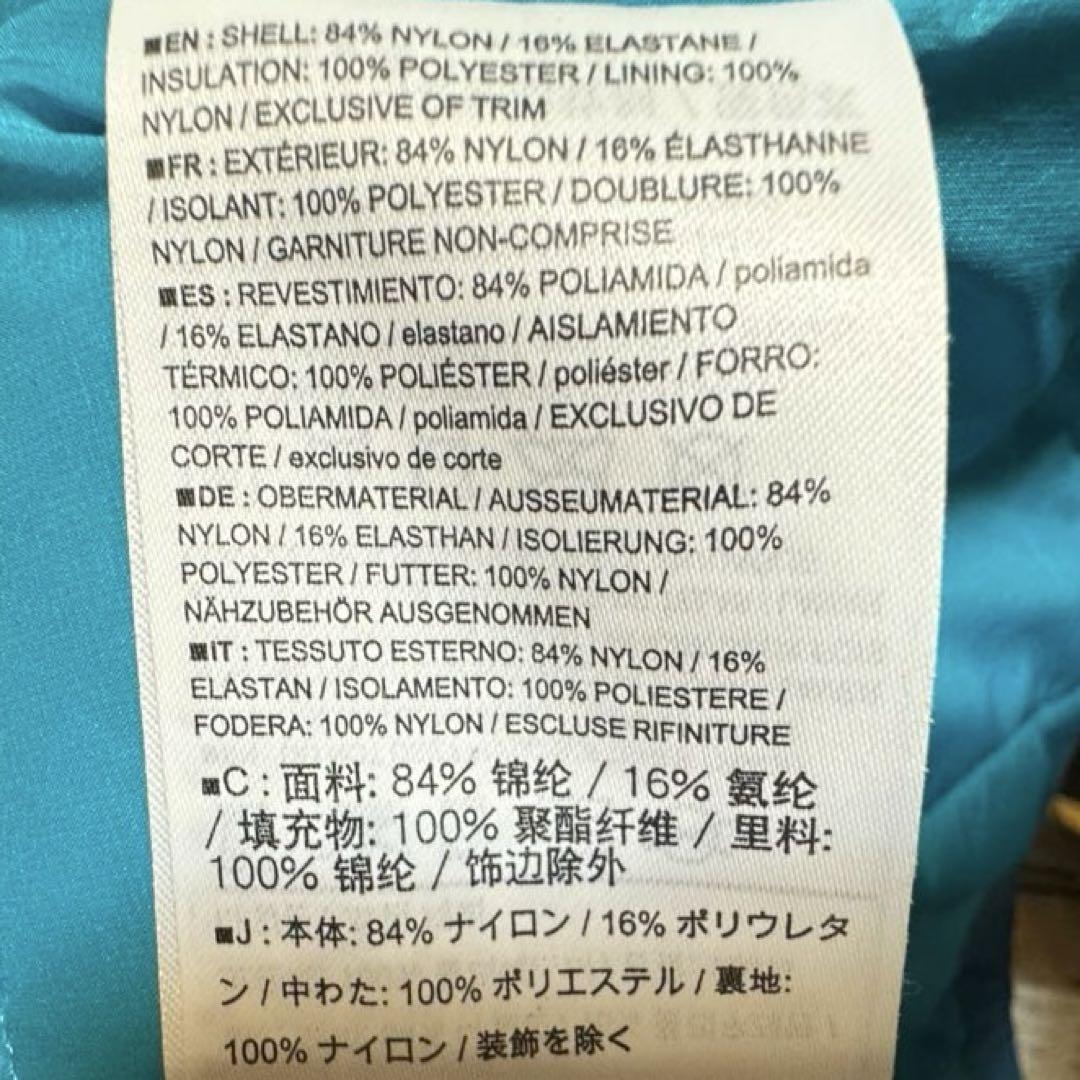 ■EN : SHELL: 84% NYLON / 16% ELASTANE /
INSULATION: 100% POLYESTER / LINING: 100%
NYLON / EXCLUSIVE OF TRIM
■FR : EXTÉRIEUR: 84% NYLON / 16% ÉLASTHANNE
/ ISOLANT: 100% POLYESTER / DOUBLURE: 100%
NYLON / GARNITURE NON-COMPRISE
■ES : REVESTIMIENTO: 84% POLIAMIDA / poliamida
/ 16% ELASTANO / elastano / AISLAMIENTO
TÉRMICO: 100% POLIÉSTER / poliéster / FORRO:
100% POLIAMIDA / poliamida / EXCLUSIVO DE
CORTE / exclusivo de corte
■DE : OBERMATERIAL / AUSSEUMATERIAL: 84%
NYLON / 16% ELASTHAN / ISOLIERUNG: 100%
POLYESTER / FUTTER: 100% NYLON /
NÄHZUBEHÖR AUSGENOMMEN
■IT : TESSUTO ESTERNO: 84% NYLON / 16%
ELASTAN / ISOLAMENTO: 100% POLIESTERE /
FODERA: 100% NYLON / ESCLUSE RIFINITURE
■C : 面料: 84% 锦纶 / 16% 氨纶
/ 填充物: 100% 聚酯纤维 / 里料:
100% 锦纶 / 饰边除外
■J : 本体: 84% ナイロン / 16% ポリウレタ
ン / 中わた: 100% ポリエステル / 裏地:
100% ナイロン / 装飾を除く